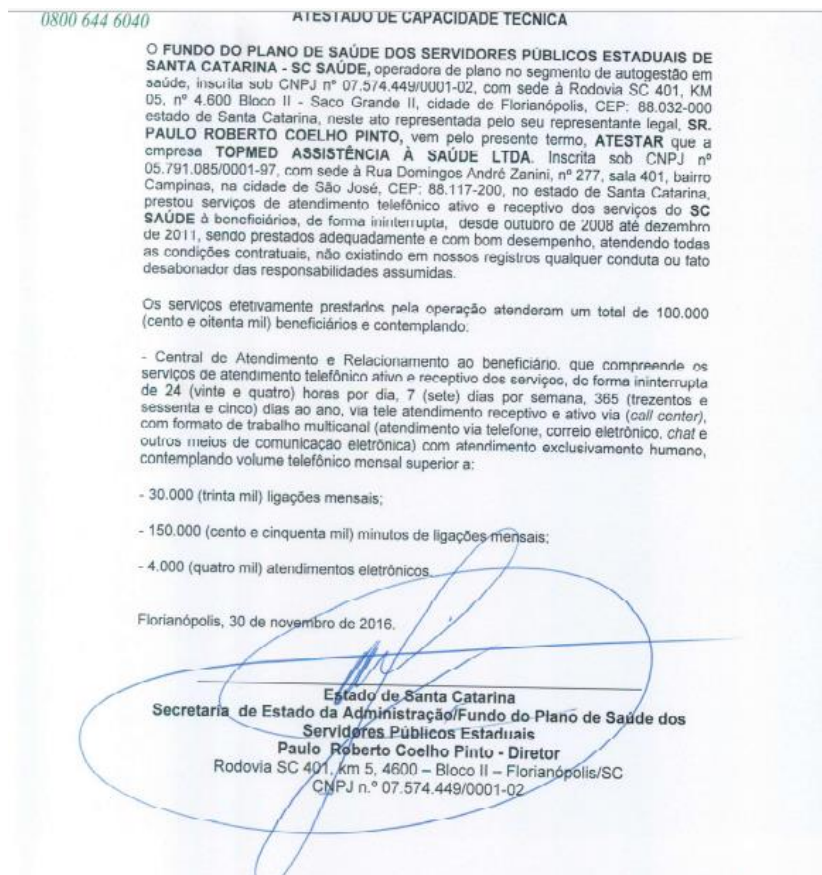 0800 644 6040
ATESTADO DE CAPACIDADE TECNICA
O FUNDO DO PLANO DE SAÚDE DOS SERVIDORES PÚBLICOS ESTADUAIS DE
SANTA CATARINA - SC SAÚDE, operadora de plano no segmento de autogestão em
saúde, inscrita sub CNPJ nº 07.574.449/0001-02, com sede à Rodovia SC 401, KM
05, nº 4.600 Bloco II - Saco Grande II, cidade de Florianópolis, CEP: 88.032-000
estado de Santa Catarina, neste ato representada pelo seu representante legal, SR.
PAULO ROBERTO COELHO PINTO, vem pelo presente termo, ATESTAR que a
empresa TOPMED ASSISTÊNCIA À SAÚDE LTDA. Inscrita sob CNPJ nº
05.791.085/0001-97, com sede à Rua Domingos André Zanini, nº 277, sala 401, bairro
Campinas, na cidade de São José, CEP: 88.117-200, no estado de Santa Catarina,
prestou serviços de atendimento telefônico ativo e receptivo dos serviços do SC
SAÚDE à beneficiários, de forma ininterrupta, desde outubro de 2008 até dezembro
de 2011, sendo prestados adequadamente e com bom desempenho, atendendo todas
as condições contratuais, não existindo em nossos registros qualquer conduta ou fato
desabonador das responsabilidades assumidas.
Os serviços efetivamente prestados pela operação atenderam um total de 100.000
(cento e oitenta mil) beneficiários e contemplando:
- Central de Atendimento e Relacionamento ao beneficiário, que compreende os
serviços de atendimento telefônico ativo e receptivo dos serviços, de forma ininterrupta
de 24 (vinte e quatro) horas por dia, 7 (sete) dias por semana, 365 (trezentos e
sessenta e cinco) dias ao ano, via tele atendimento receptivo e ativo via (call center),
com formato de trabalho multicanal (atendimento via telefone, correio eletrônico, chat e
outros meios de comunicação eletrônica) com atendimento exclusivamente humano,
contemplando volume telefônico mensal superior a:
- 30.000 (trinta mil) ligações mensais;
- 150.000 (cento e cinquenta mil) minutos de ligações mensais;
- 4.000 (quatro mil) atendimentos eletrônicos.
Florianópolis, 30 de novembro de 2016.
Estado de Santa Catarina
Secretaria de Estado da Administração/Fundo do Plano de Saúde dos
Servidores Públicos Estaduais
Paulo Roberto Coelho Pinto - Diretor
Rodovia SC 401, km 5, 4600 – Bloco II – Florianópolis/SC
CNPJ n.º 07.574.449/0001-02